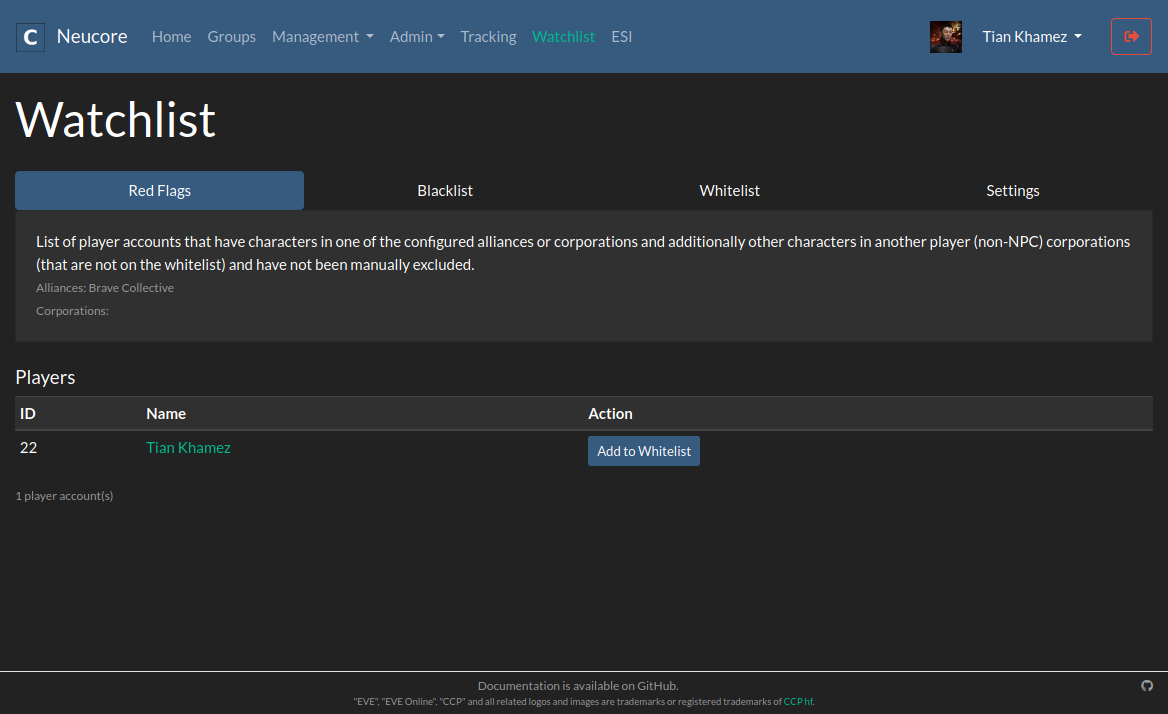 C Neucore Home Groups Management Admin Tracking Watchlist ESI Tian Khamez
Watchlist
Red Flags Blacklist Whitelist Settings
List of player accounts that have characters in one of the configured alliances or corporations and additionally other characters in another player (non-NPC) corporations
(that are not on the whitelist) and have not been manually excluded.
Alliances: Brave Collective
Corporations:
Players
ID Name Action
22 Tian Khamez Add to Whitelist
1 player account(s)
Documentation is available on GitHub.
"EVE", "EVE Online", "CCP" and all related logos and images are trademarks or registered trademarks of CCP hf.